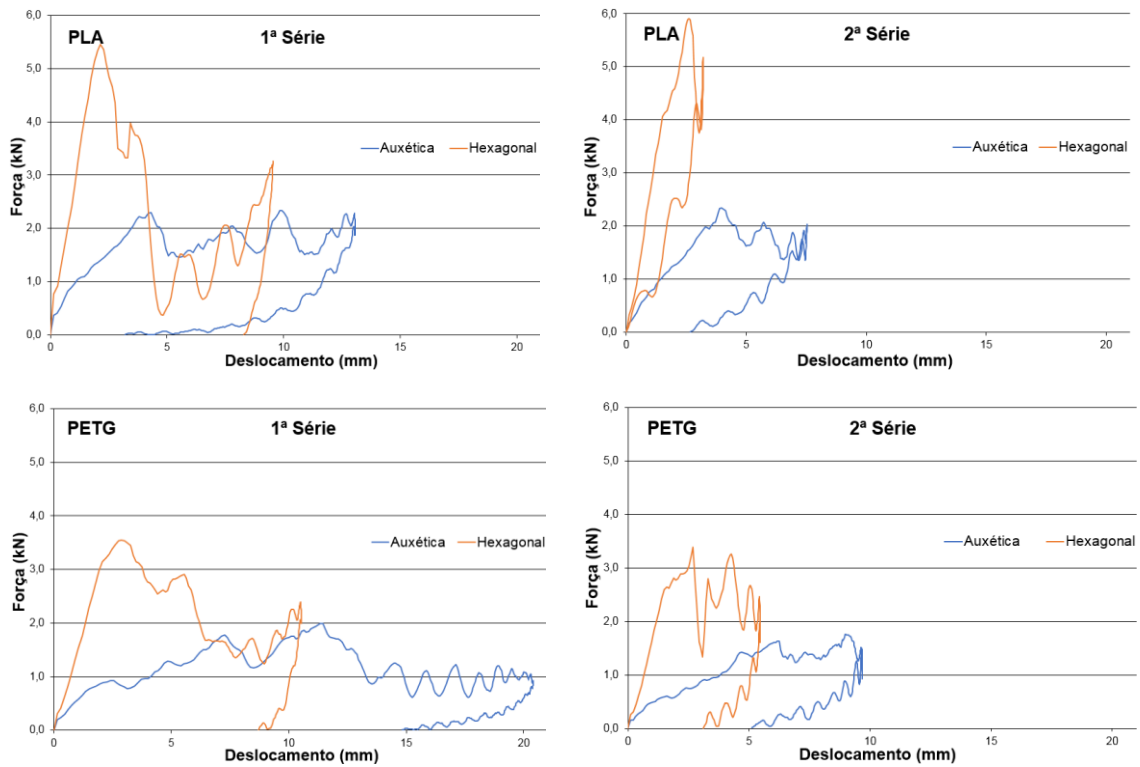 PLA 1ª Série
6,0
5,0
4,0
3,0
2,0
1,0
0,0
Força (kN)
Auxética Hexagonal
0 5 10 15 20
Deslocamento (mm)
PLA 2ª Série
6,0
5,0
4,0
3,0
2,0
1,0
0,0
Força (kN)
Auxética Hexagonal
0 5 10 15 20
Deslocamento (mm)
PETG 1ª Série
6,0
5,0
4,0
3,0
2,0
1,0
0,0
Força (kN)
Auxética Hexagonal
0 5 10 15 20
Deslocamento (mm)
PETG 2ª Série
6,0
5,0
4,0
3,0
2,0
1,0
0,0
Força (kN)
Auxética Hexagonal
0 5 10 15 20
Deslocamento (mm)